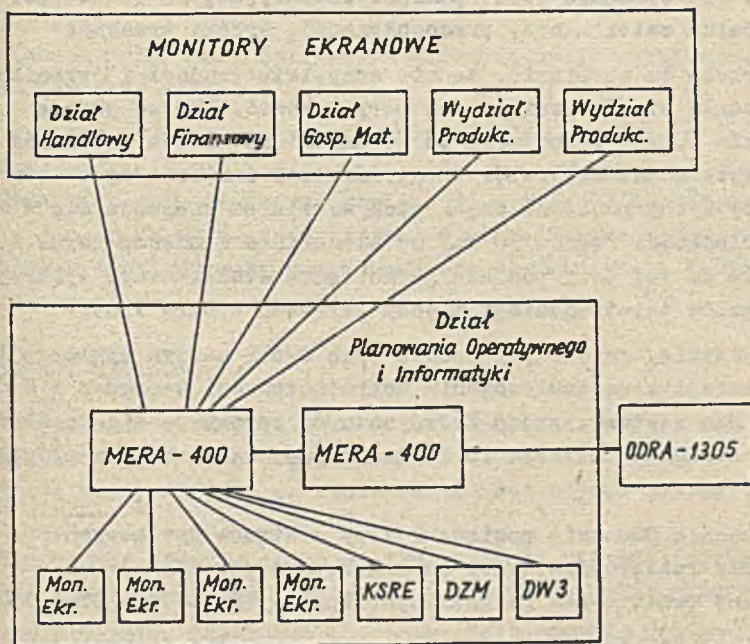 MONITORY EKRANOWE
Dział
Handlowy
Dział
Finansowy
Dział
Gosp. Mat.
Wydział
Produkc.
Wydział
Produkc.
Dział
Planowania Operatywnego
i Informatyki
MERA - 400
MERA - 400
ODRA-1305
Mon.
Ekr.
Mon.
Ekr.
Mon.
Ekr.
Mon.
Ekr.
KSRE
DZM
DW3